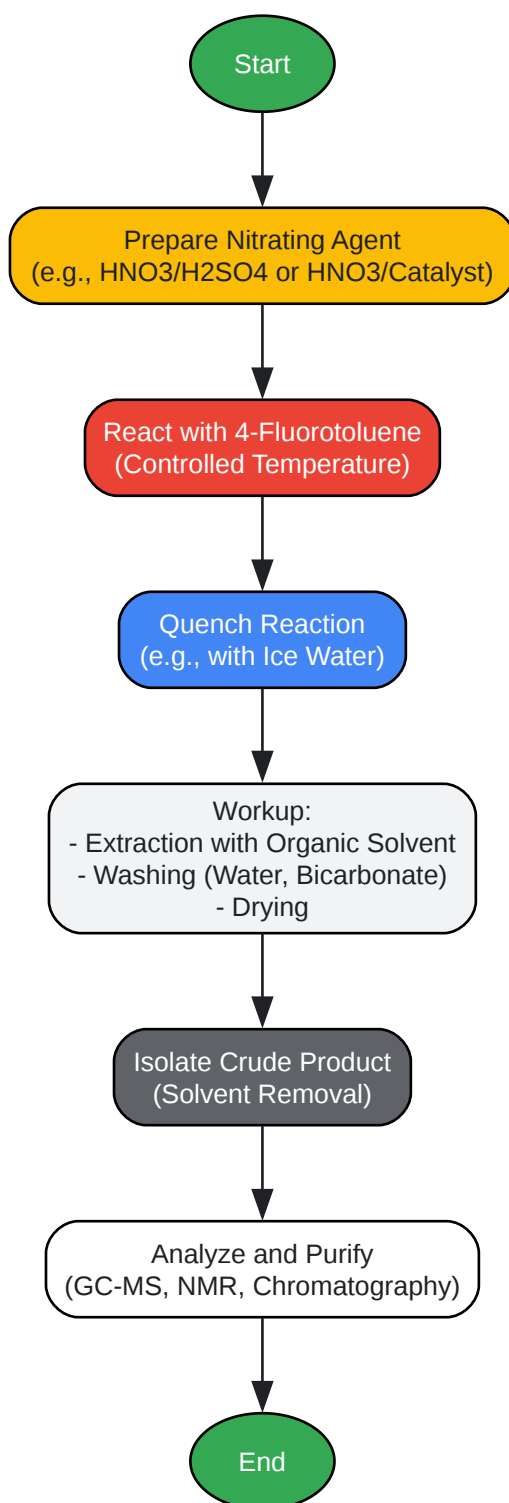 Start
Prepare Nitrating Agent
(e.g., HNO3/H2SO4 or HNO3/Catalyst)
React with 4-Fluorotoluene
(Controlled Temperature)
Quench Reaction
(e.g., with Ice Water)
Workup:
- Extraction with Organic Solvent
- Washing (Water, Bicarbonate)
- Drying
Isolate Crude Product
(Solvent Removal)
Analyze and Purify
(GC-MS, NMR, Chromatography)
End